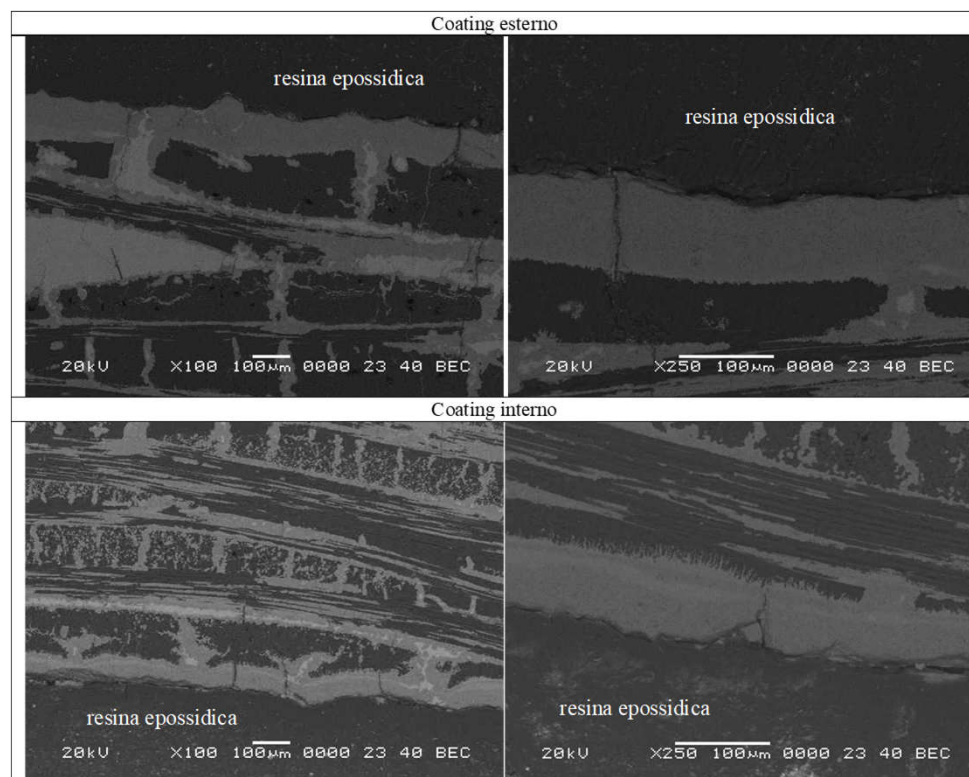 Coating esterno
resina epossidica
20kV X100 100µm 0000 23 40 BEC
resina epossidica
20kV X250 100µm 0000 23 40 BEC
Coating interno
resina epossidica
20kV X100 100µm 0000 23 40 BEC
resina epossidica
20kV X250 100µm 0000 23 40 BEC